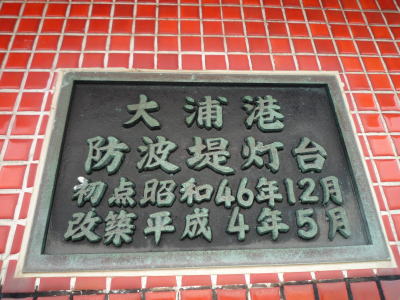 大浦港
防波堤灯台
初点昭和46年12月
改築平成4年5月